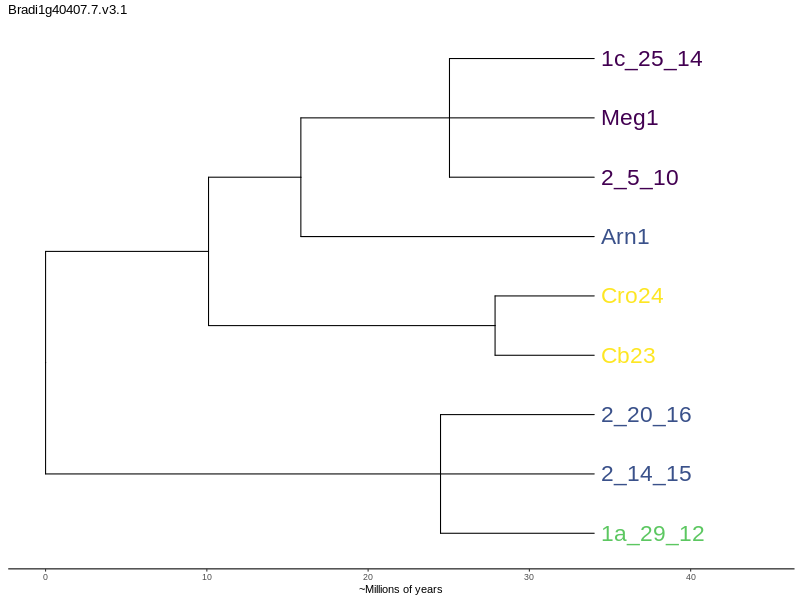 Bradi1g40407.7.v3.1
1c_25_14
Meg1
2_5_10
Arn1
Cro24
Cb23
2_20_16
2_14_15
1a_29_12
0 10 20 30 40
~Millions of years